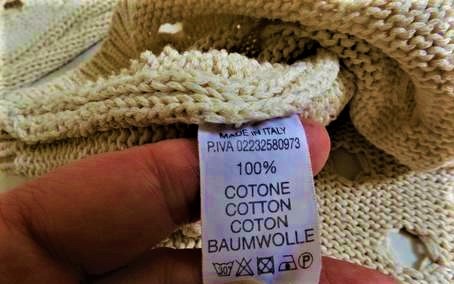 MADE IN ITALY
P.IVA 02232580973
100%
COTONE
COTTON
COTON
BAUMWOLLE
P